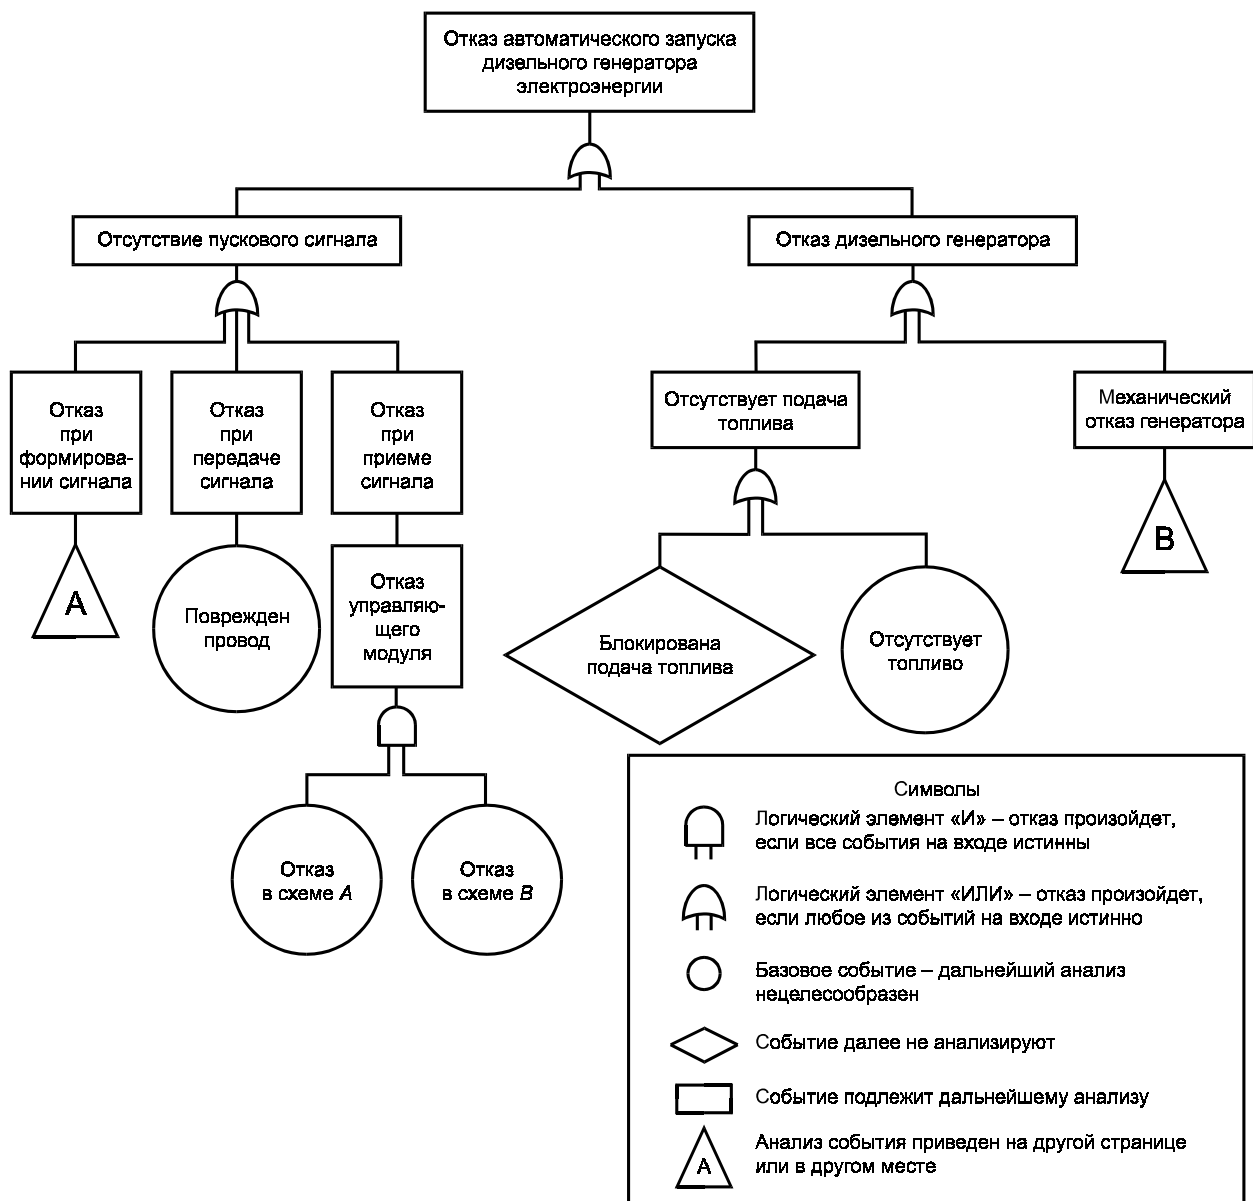 Отказ автоматического запуска
дизельного генератора
электроэнергии
Отсутствие пускового сигнала
Отказ дизельного генератора
Отказ
при
формирова-
нии сигнала
Отказ
при
передаче
сигнала
Отказ
при
приеме
сигнала
Отсутствует подача
топлива
Механический
отказ генератора
A
Поврежден
провод
Отказ
управляю-
щего
модуля
Блокирована
подача топлива
Отсутствует
топливо
B
Отказ
в схеме A
Отказ
в схеме B
Символы
Логический элемент «И» – отказ произойдет,
если все события на входе истинны
Логический элемент «ИЛИ» – отказ произойдет,
если любое из событий на входе истинно
Базовое событие – дальнейший анализ
нецелесообразен
Событие далее не анализируют
Событие подлежит дальнейшему анализу
A
Анализ события приведен на другой странице
или в другом месте